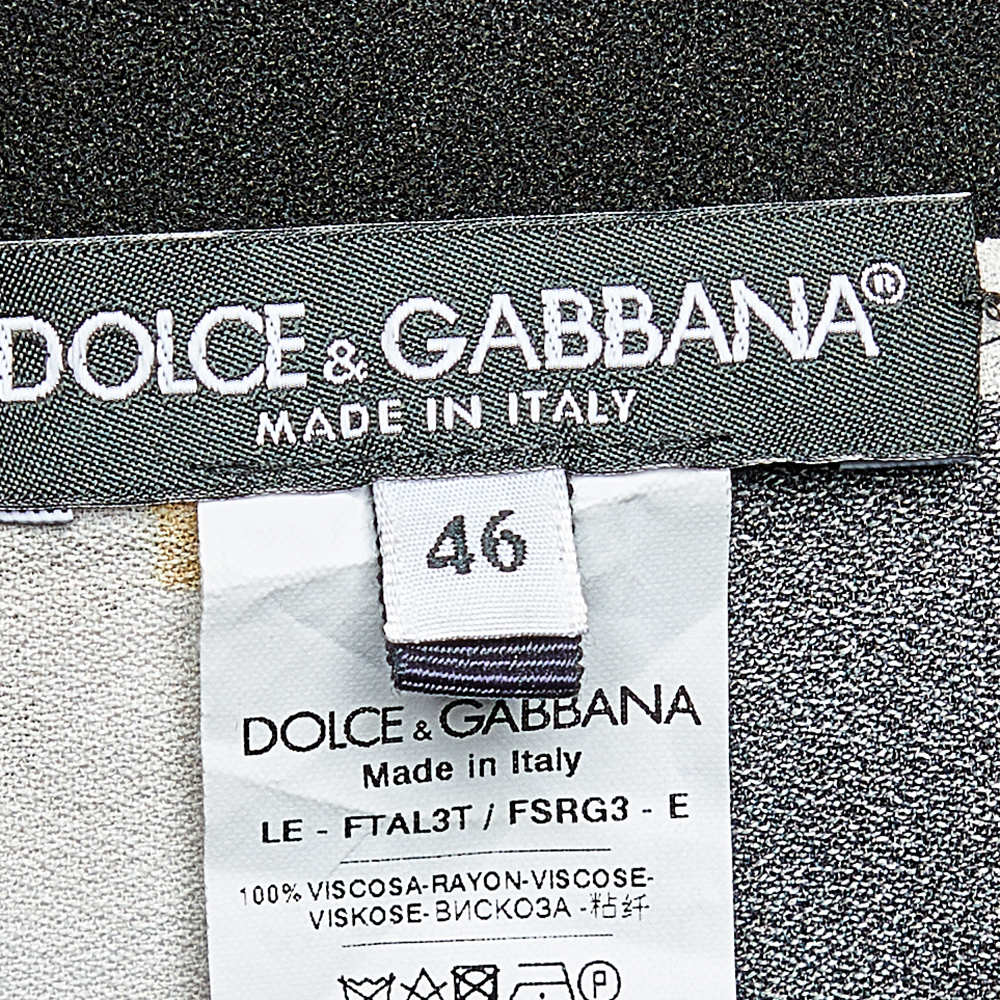 DOLCE & GABBANA®
MADE IN ITALY
46
DOLCE & GABBANA
Made in Italy
LE - FTAL3T / FSRG3 - E
100% VISCOSA-RAYON-VISCOSE-
VISKOSE-ВИСКОЗА -粘纤
P